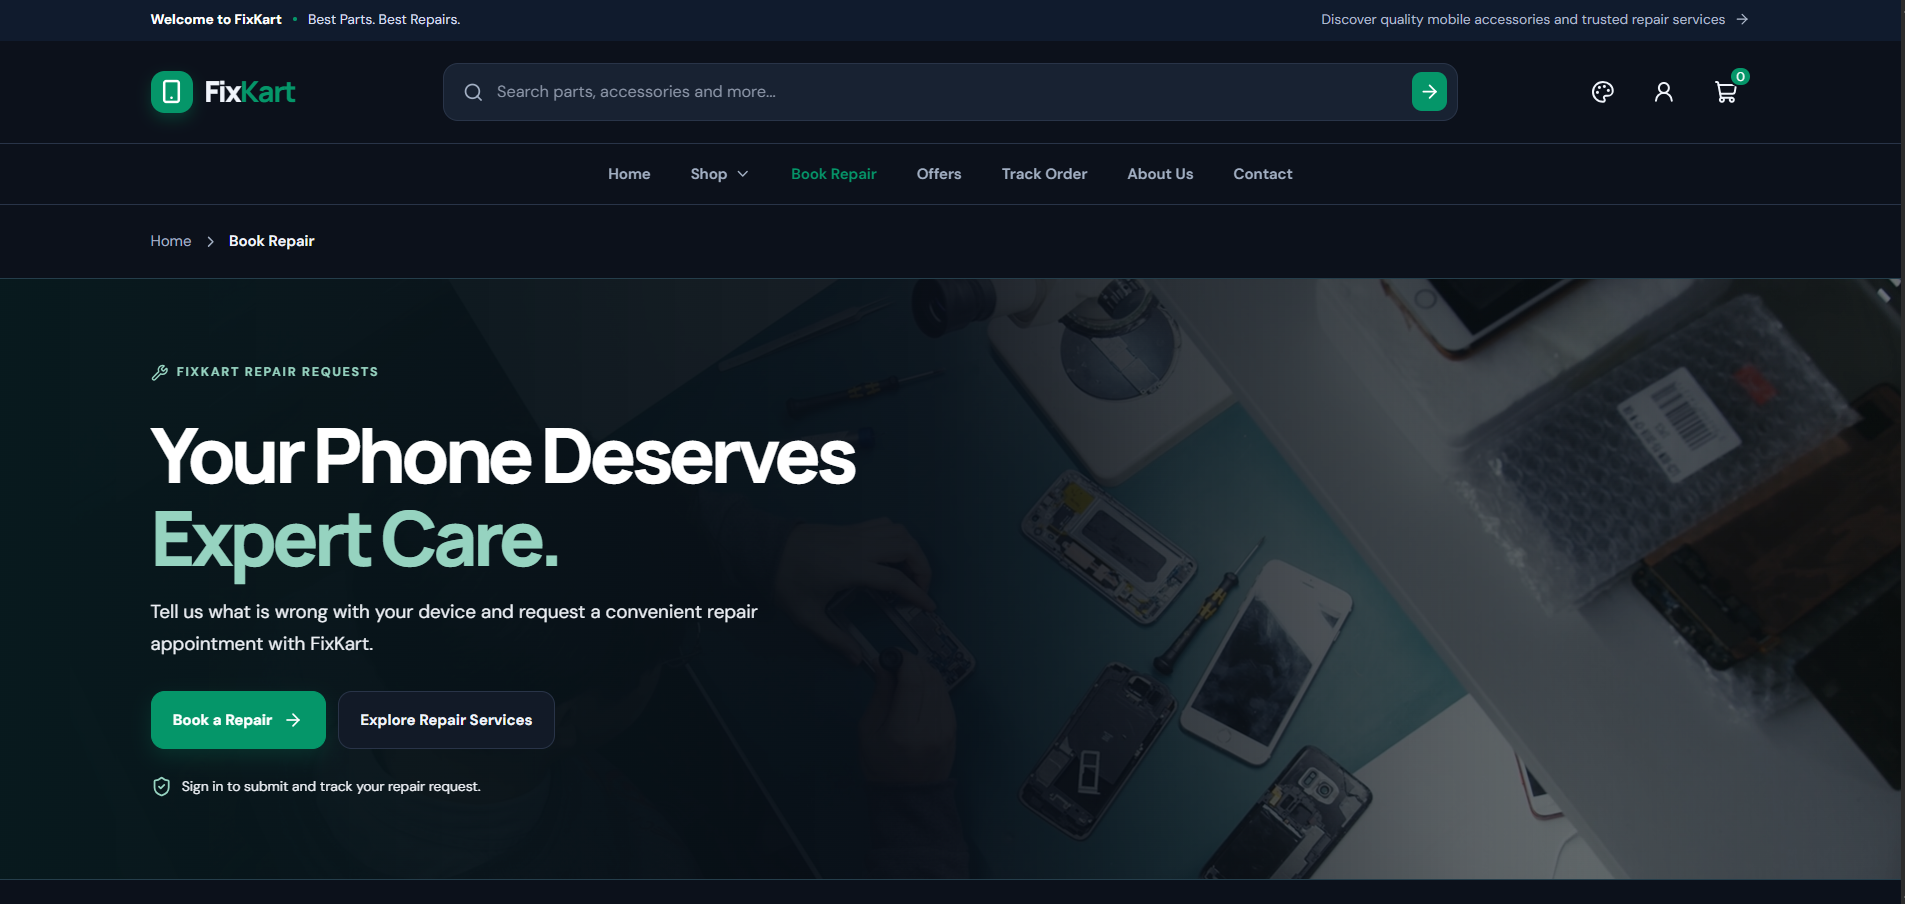 Welcome to FixKart • Best Parts. Best Repairs.
Discover quality mobile accessories and trusted repair services
FixKart
Search parts, accessories and more...
0
Home
Shop
Book Repair
Offers
Track Order
About Us
Contact
Home > Book Repair
FIXKART REPAIR REQUESTS
Your Phone Deserves
Expert Care.
Tell us what is wrong with your device and request a convenient repair
appointment with FixKart.
Book a Repair
Explore Repair Services
Sign in to submit and track your repair request.